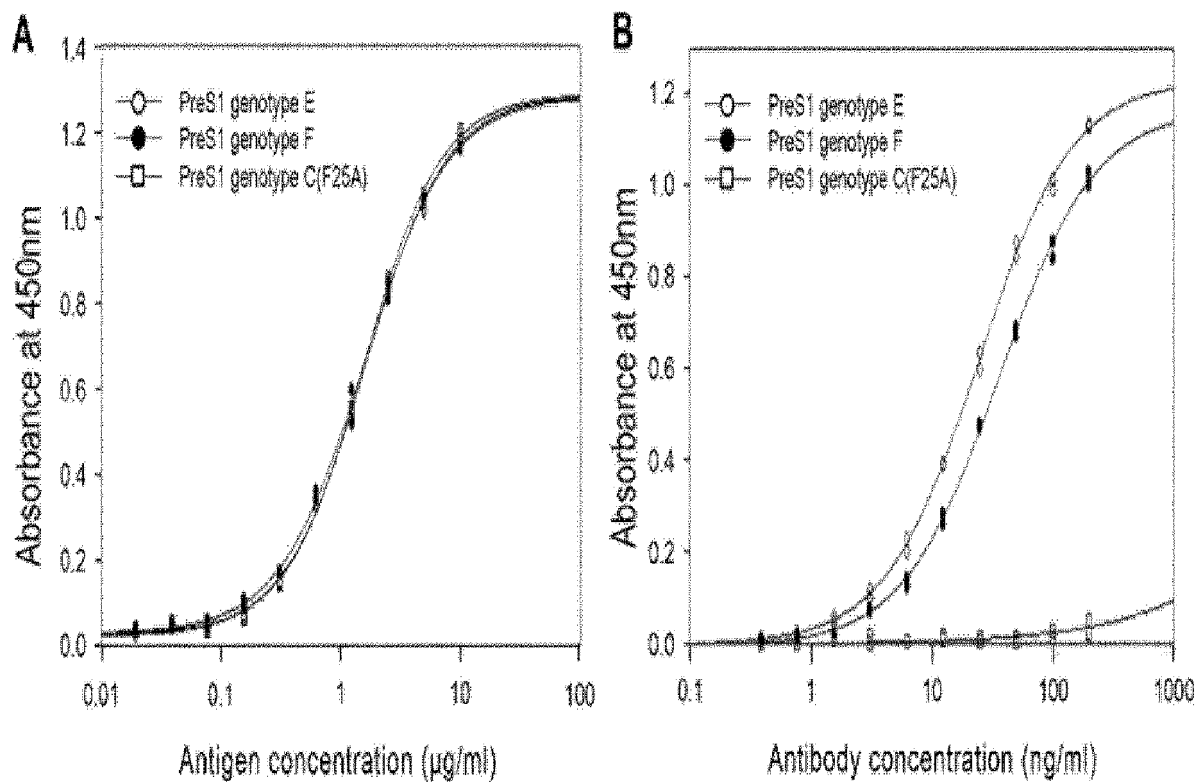 A
1.4
1.2
1.0
0.8
0.6
0.4
0.2
0.0
PreS1 genotype E
PreS1 genotype F
PreS1 genotype C(F25A)
Absorbance at 450nm
0.01
0.1
1
10
100
Antigen concentration (µg/ml)
B
1.2
1.0
0.8
0.6
0.4
0.2
0.0
PreS1 genotype E
PreS1 genotype F
PreS1 genotype C(F25A)
Absorbance at 450nm
0.1
1
10
100
1000
Antibody concentration (ng/ml)